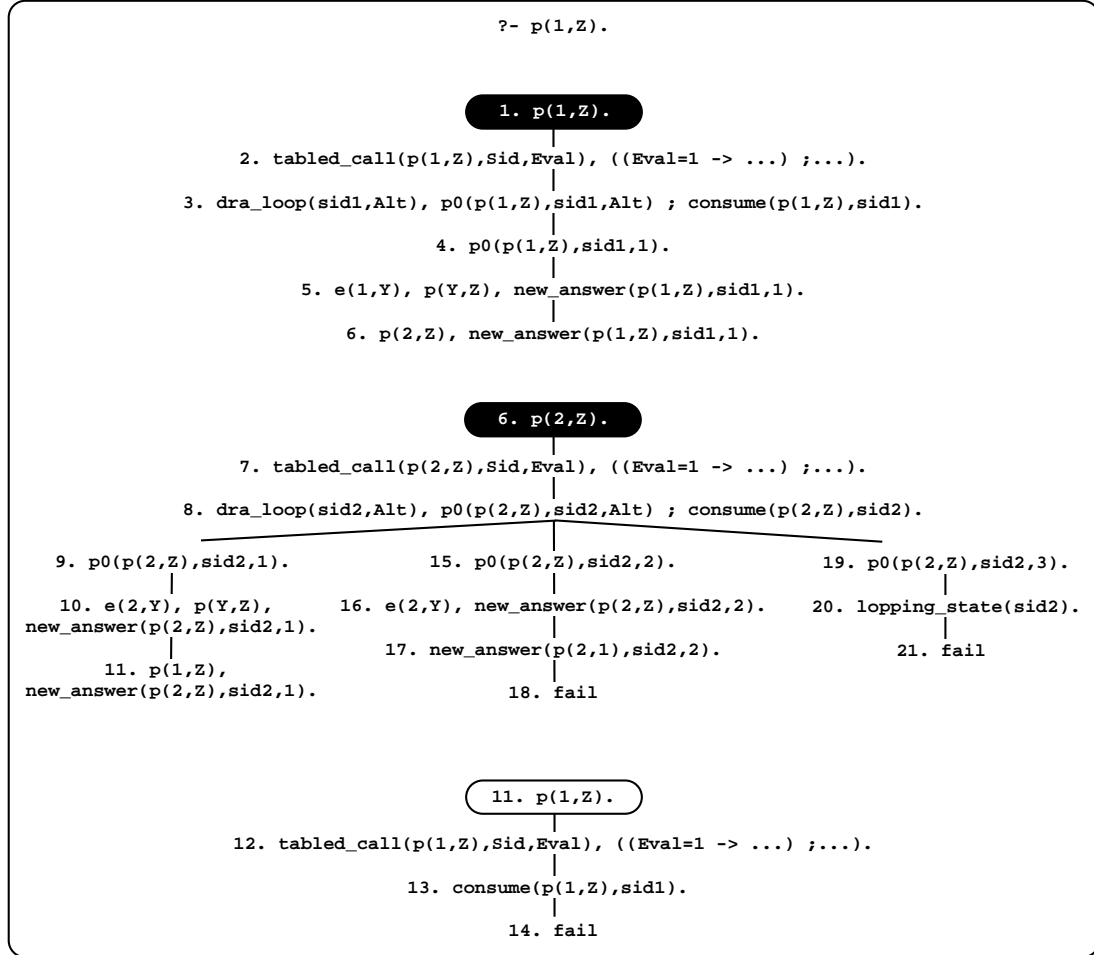 ?- p(1,Z).
1. p(1,Z).
2. tabled_call(p(1,Z),Sid,Eval), ((Eval=1 -> ...) ;...).
3. dra_loop(sid1,Alt), p0(p(1,Z),sid1,Alt) ; consume(p(1,Z),sid1).
4. p0(p(1,Z),sid1,1).
5. e(1,Y), p(Y,Z), new_answer(p(1,Z),sid1,1).
6. p(2,Z), new_answer(p(1,Z),sid1,1).
6. p(2,Z).
7. tabled_call(p(2,Z),Sid,Eval), ((Eval=1 -> ...) ;...).
8. dra_loop(sid2,Alt), p0(p(2,Z),sid2,Alt) ; consume(p(2,Z),sid2).
9. p0(p(2,Z),sid2,1).
10. e(2,Y), p(Y,Z),
new_answer(p(2,Z),sid2,1).
11. p(1,Z),
new_answer(p(2,Z),sid2,1).
15. p0(p(2,Z),sid2,2).
16. e(2,Y), new_answer(p(2,Z),sid2,2).
17. new_answer(p(2,1),sid2,2).
18. fail
19. p0(p(2,Z),sid2,3).
20. lopping_state(sid2).
21. fail
11. p(1,Z).
12. tabled_call(p(1,Z),Sid,Eval), ((Eval=1 -> ...) ;...).
13. consume(p(1,Z),sid1).
14. fail